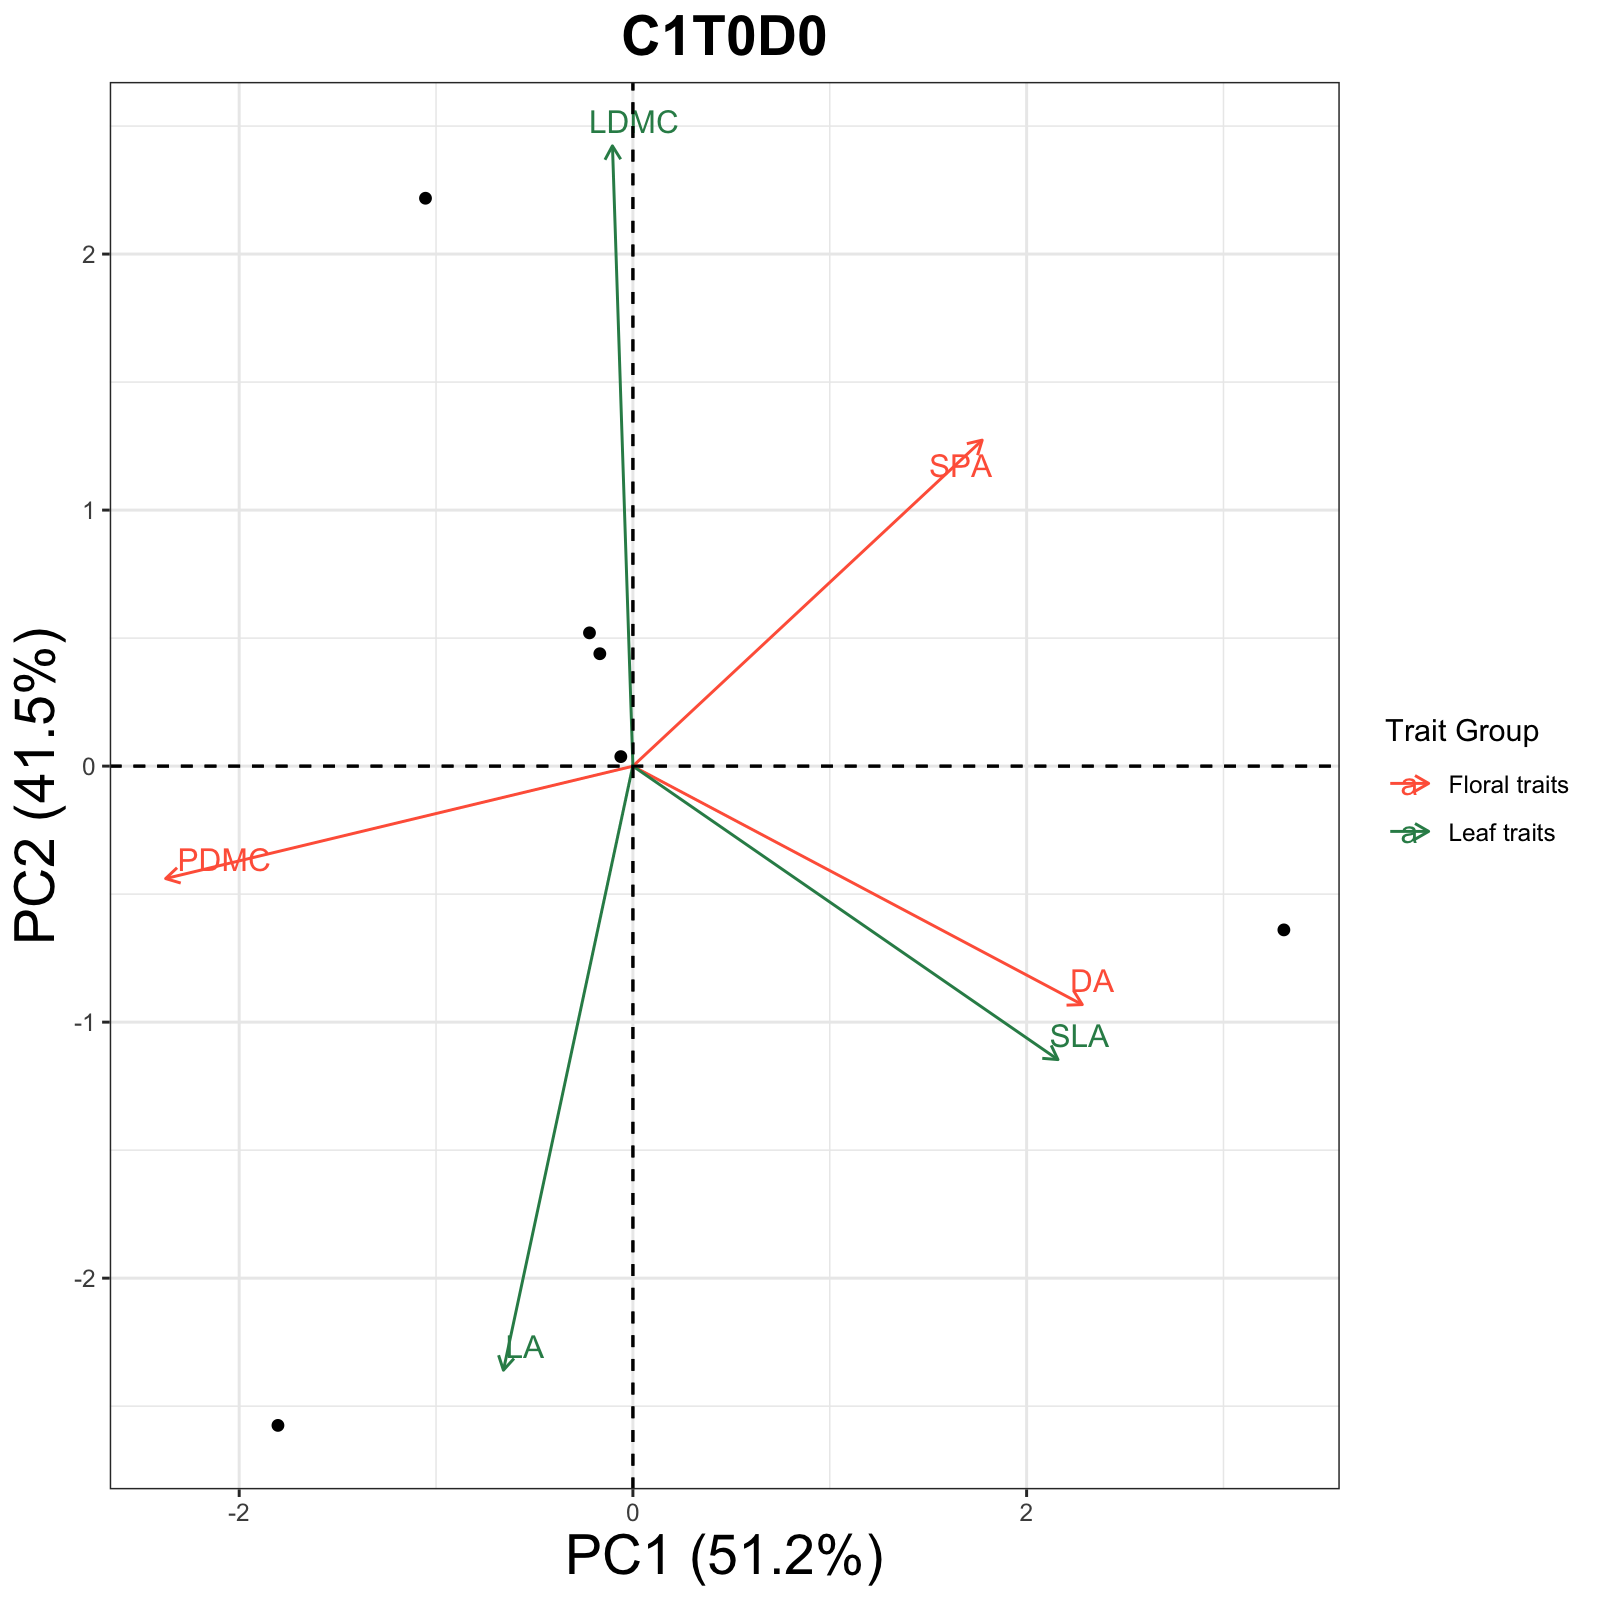 C1T0D0
LDMC
2
SPA
1
0
PDMC
DA
-1
SLA
-2
LA
-2
0
2
PC1 (51.2%)
PC2 (41.5%)
Trait Group
a Floral traits
a Leaf traits